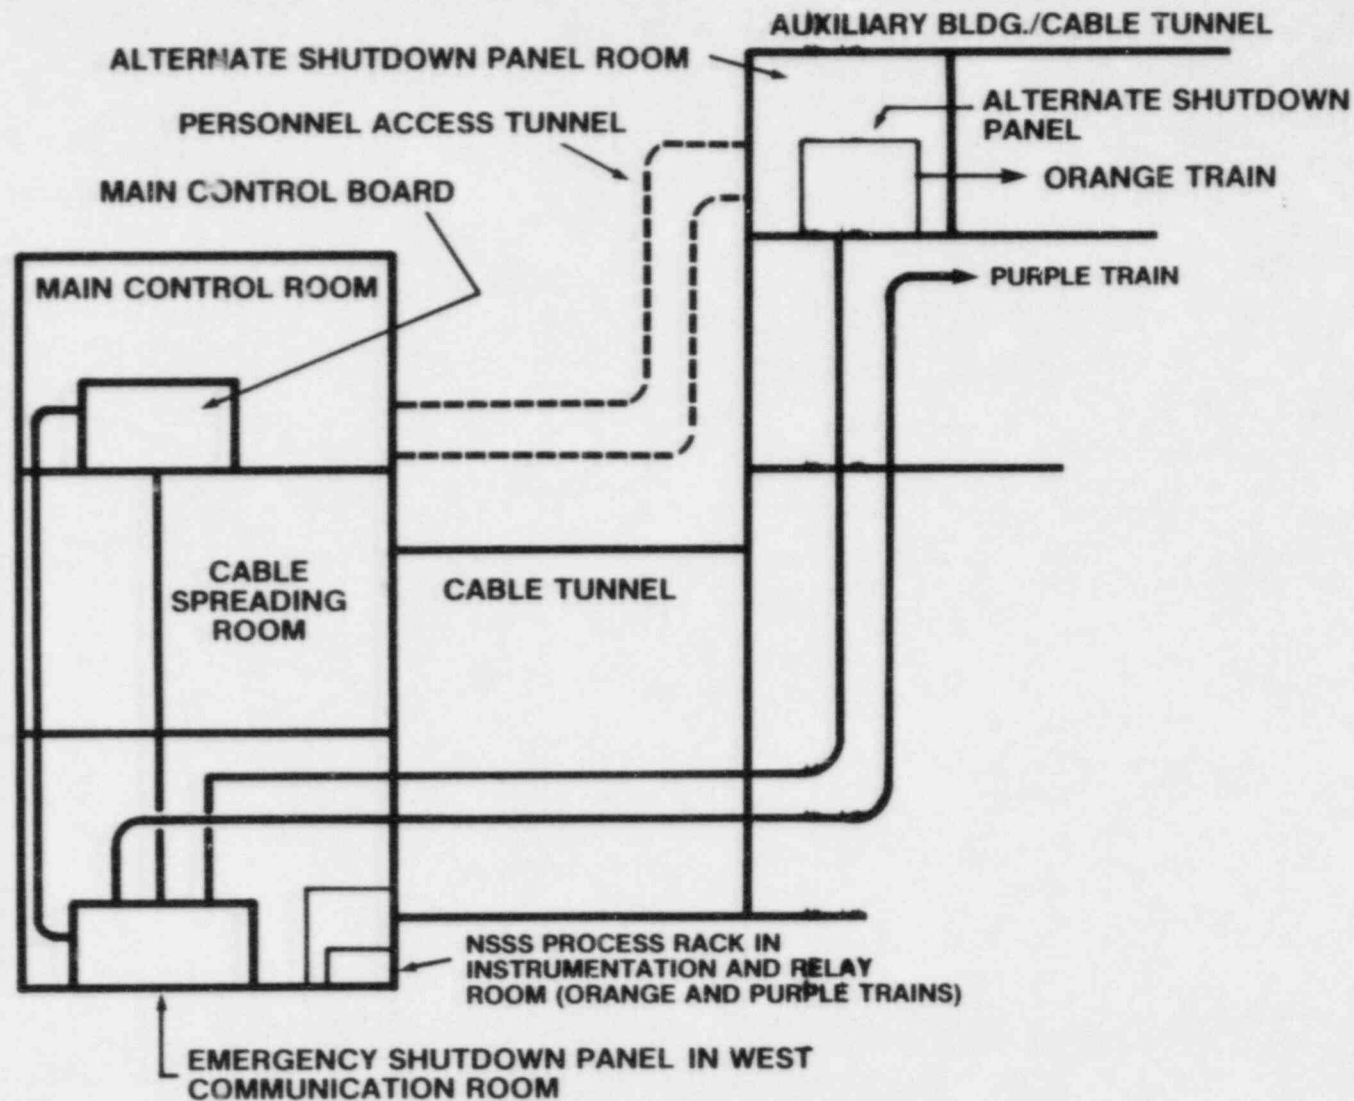 AUXILIARY BLDG./CABLE TUNNEL
ALTERNATE SHUTDOWN PANEL ROOM
ALTERNATE SHUTDOWN
PANEL
PERSONNEL ACCESS TUNNEL
ORANGE TRAIN
MAIN CONTROL BOARD
PURPLE TRAIN
MAIN CONTROL ROOM
CABLE
SPREADING
ROOM
CABLE TUNNEL
NSSS PROCESS RACK IN
INSTRUMENTATION AND RELAY
ROOM (ORANGE AND PURPLE TRAINS)
EMERGENCY SHUTDOWN PANEL IN WEST
COMMUNICATION ROOM